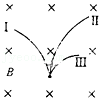 × × ×
I II
III
B × ×
× × ×